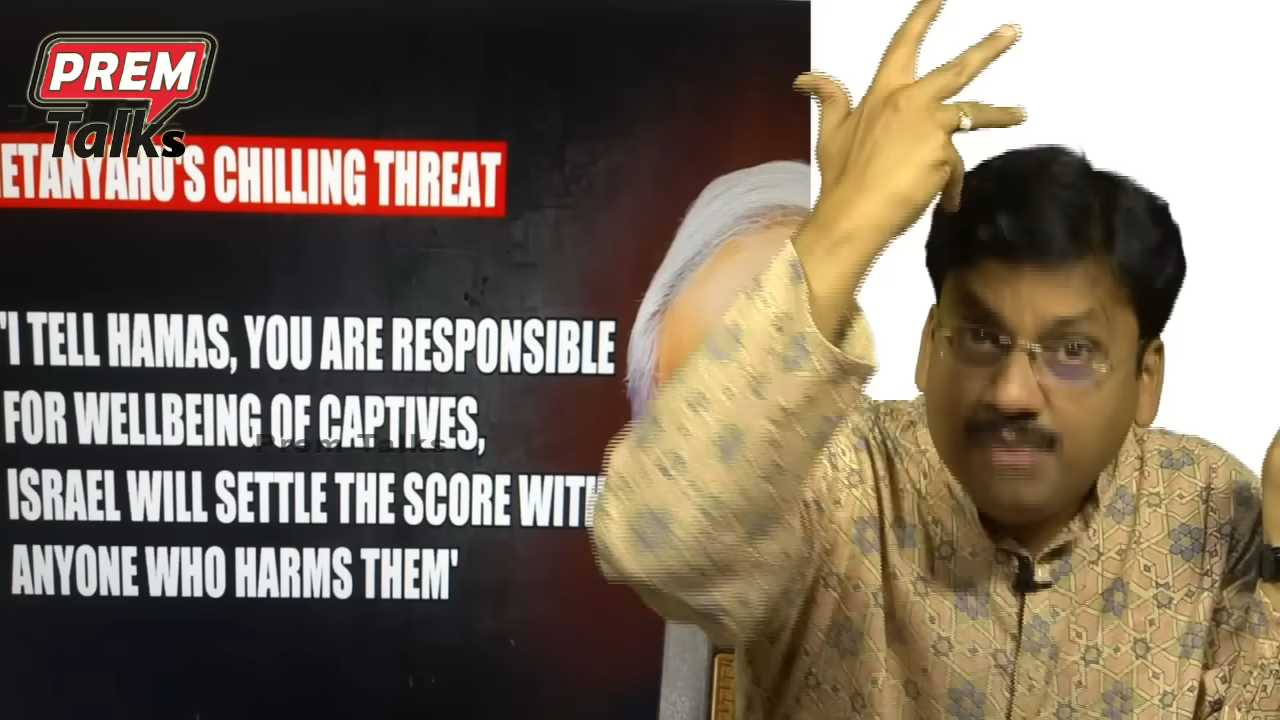 PREM
Talks
ETANYAHU'S CHILLING THREAT
'I TELL HAMAS, YOU ARE RESPONSIBLE
FOR WELLBEING OF CAPTIVES,
Prem Talks
ISRAEL WILL SETTLE THE SCORE WITH
ANYONE WHO HARMS THEM'